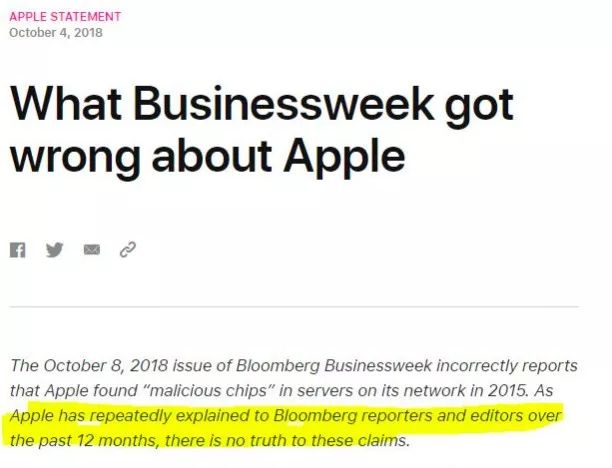 APPLE STATEMENT
October 4, 2018
What Businessweek got
wrong about Apple
The October 8, 2018 issue of Bloomberg Businessweek incorrectly reports
that Apple found “malicious chips” in servers on its network in 2015. As
Apple has repeatedly explained to Bloomberg reporters and editors over
the past 12 months, there is no truth to these claims.